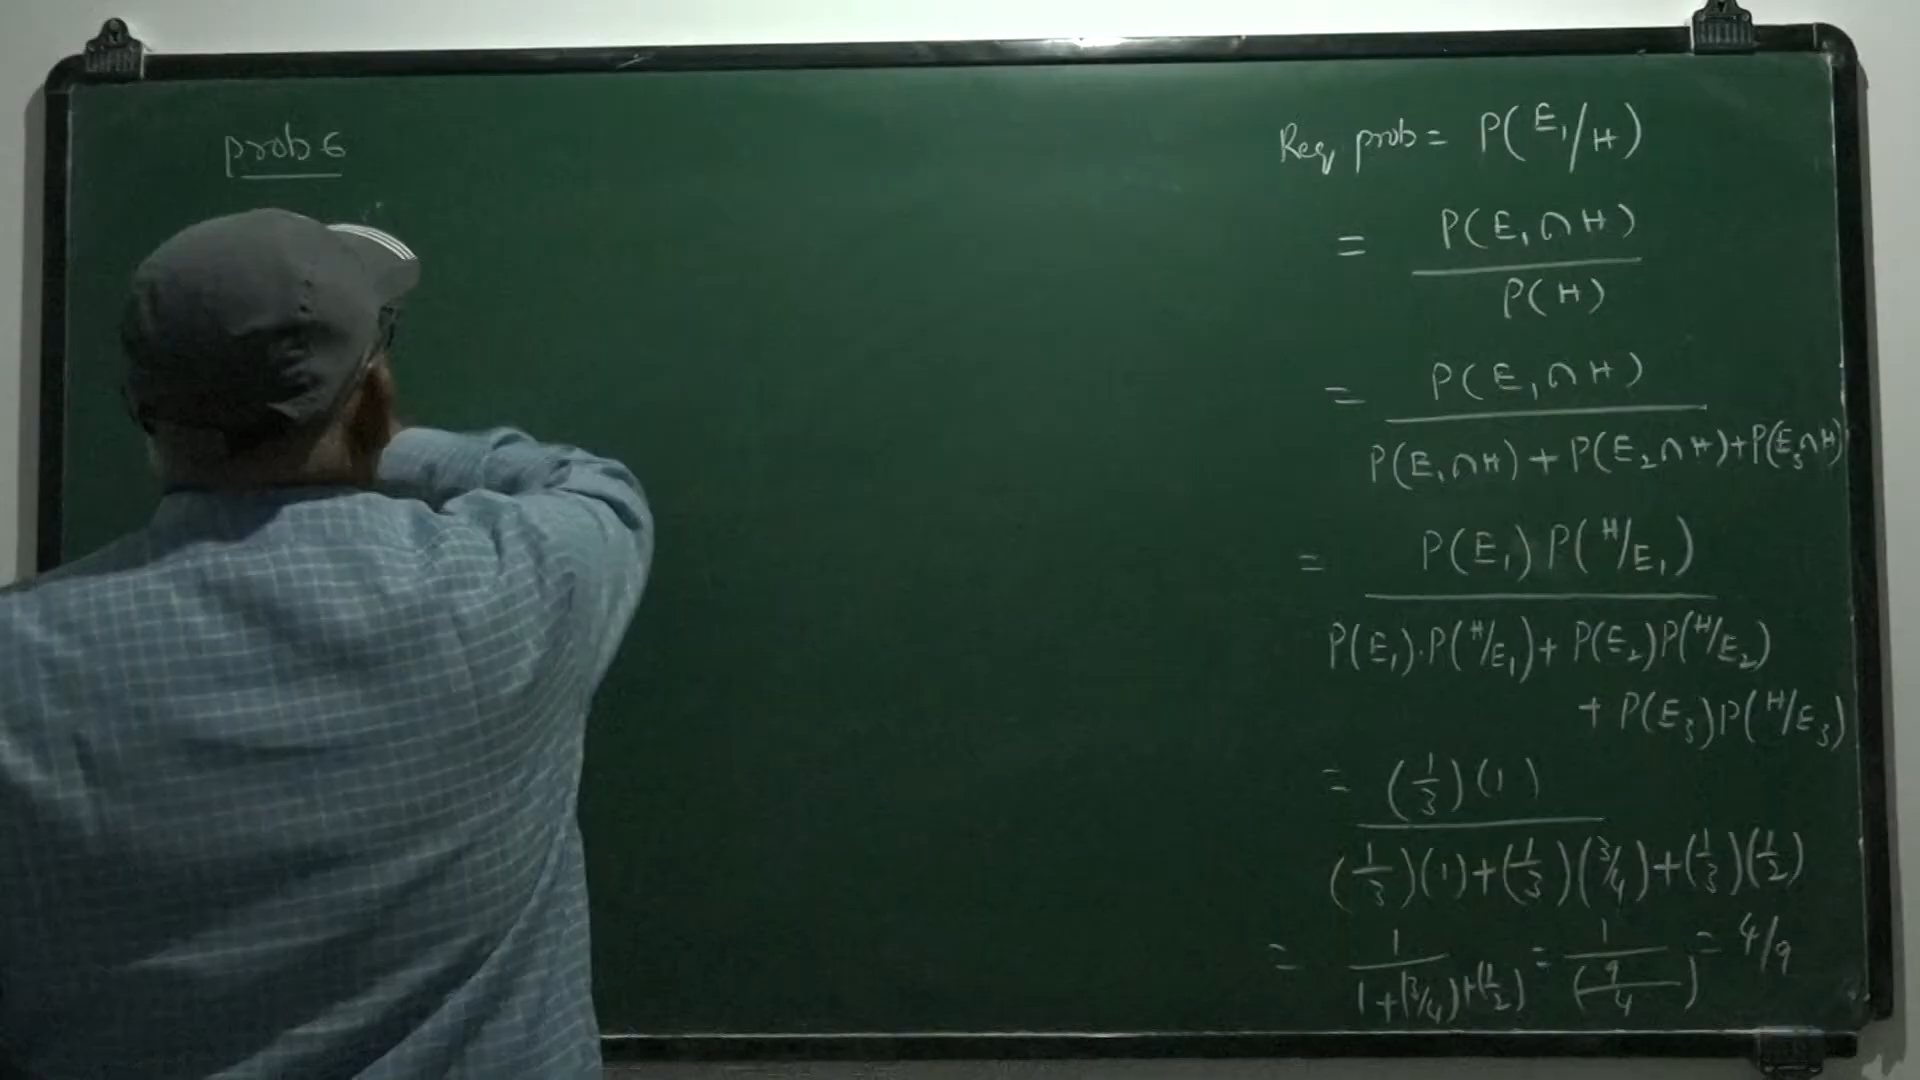 prob 6
Req prob = P(E₁/H)
= P(E₁∩H)
P(H)
= P(E₁∩H)
P(E₁∩H) + P(E₂∩H) + P(E₃∩H)
= P(E₁) P(H/E₁)
P(E₁).P(H/E₁) + P(E₂)P(H/E₂)
+ P(E₃)P(H/E₃)
= (1/3)(1)
(1/3)(1) + (1/3)(3/4) + (1/3)(1/2)
= 1/(1+(3/4)+(1/2)) = 1/(9/4) = 4/9